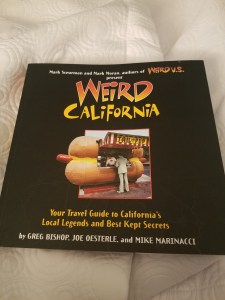 Mark Sceurman and Mark Moran, authors of WEIRD U.S.
present
WEIRD
CALIFORNIA
Your Travel Guide to California's
Local Legends and Best Kept Secrets
by GREG BISHOP, JOE OESTERLE, and MIKE MARINACCI